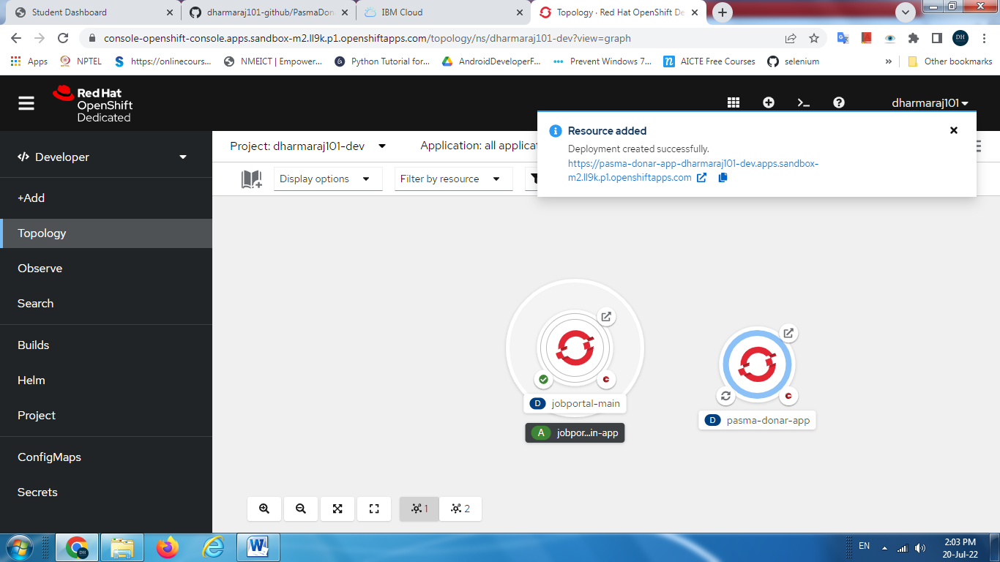 Student Dashboard
dharmaraj101-github/PasmaDon
IBM Cloud
Topology · Red Hat OpenShift De
console-openshift-console.apps.sandbox-m2.ll9k.p1.openshiftapps.com/topology/ns/dharmaraj101-dev?view=graph
DH
Apps
NPTEL
https://onlinecours...
NMEICT | Empower...
Python Tutorial for...
AndroidDeveloperF...
Prevent Windows 7...
AICTE Free Courses
selenium
»
Other bookmarks
Red Hat
OpenShift
Dedicated
dharmaraj101
Resource added
Deployment created successfully.
https://pasma-donar-app-dharmaraj101-dev.apps.sandbox-
m2.ll9k.p1.openshiftapps.com
Developer
Project: dharmaraj101-dev
Application: all applicat
Display options
Filter by resource
+Add
Topology
Observe
Search
Builds
Helm
Project
ConfigMaps
Secrets
D jobportal-main
A jobpor...in-app
D pasma-donar-app
1
2
DH
EN
2:03 PM
20-Jul-22